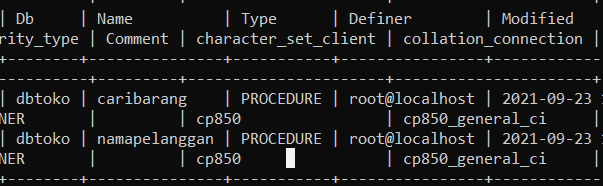 | Db | Name | Type | Definer | Modified
rity_type | Comment | character_set_client | collation_connection |
---------+---------------+-----------+----------------+------------
---------+---------+----------------------+----------------------+
---------+---------------+-----------+----------------+------------
---------+---------+----------------------+----------------------+
| dbtoko | caribarang | PROCEDURE | root@localhost | 2021-09-23
NER | | cp850 | cp850_general_ci |
| dbtoko | namapelanggan | PROCEDURE | root@localhost | 2021-09-23
NER | | cp850 | cp850_general_ci |
---------+---------------+-----------+----------------+------------